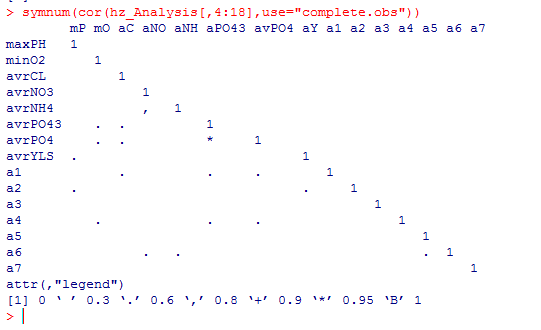 > symnum(cor(hz_Analysis[,4:18],use="complete.obs"))
        mP mO aC aNO aNH aPO43 avPO4 aY a1 a2 a3 a4 a5 a6 a7
maxPH   1
minO2      1
avrCL         1
avrNO3           1
avrNH4           ,   1
avrPO43    .  .          1
avrPO4     .  .          *     1
avrYLS  .                            1
a1            .          .     .        1
a2      .                            .     1
a3                                            1
a4         .             .     .                 1
a5                                                  1
a6               .   .                              .  1
a7                                                        1
attr(,"legend")
[1] 0 ‘ ’ 0.3 ‘.’ 0.6 ‘,’ 0.8 ‘+’ 0.9 ‘*’ 0.95 ‘B’ 1
>